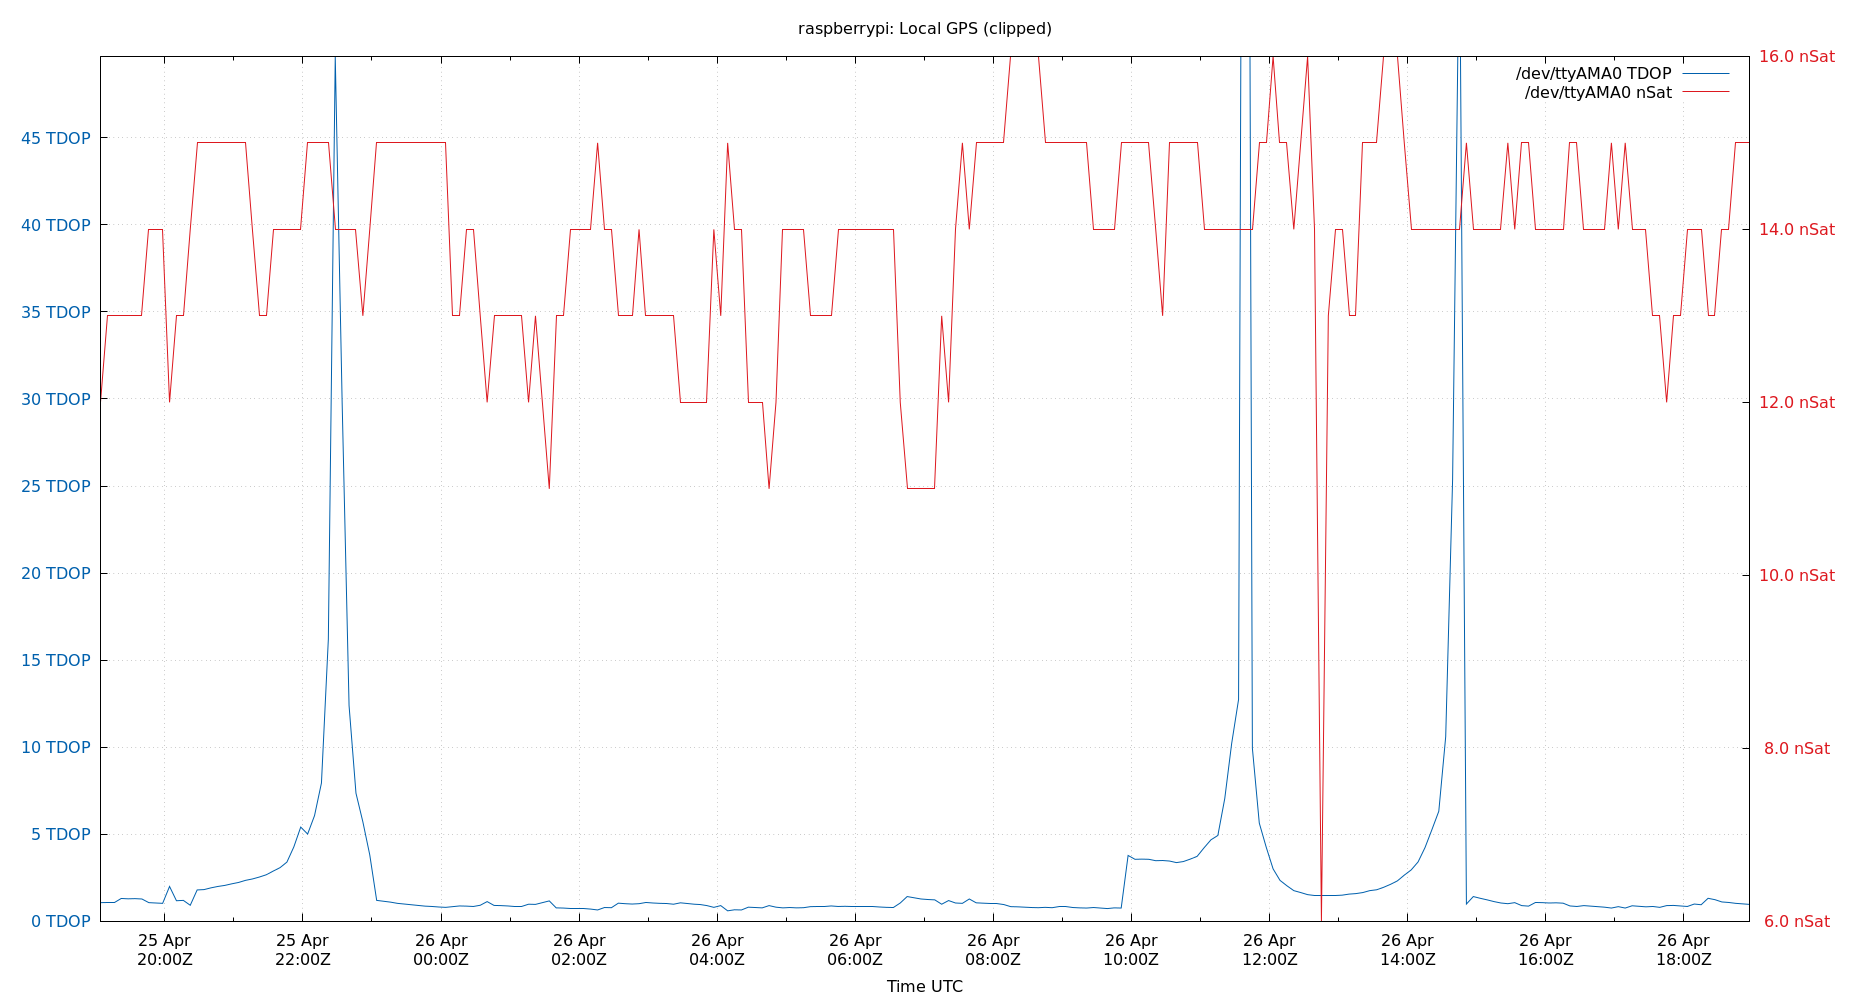 raspberrypi: Local GPS (clipped)
16.0 nSat
/dev/ttyAMA0 TDOP
/dev/ttyAMA0 nSat
45 TDOP
40 TDOP
14.0 nSat
35 TDOP
30 TDOP
12.0 nSat
25 TDOP
20 TDOP
10.0 nSat
15 TDOP
10 TDOP
8.0 nSat
5 TDOP
0 TDOP
6.0 nSat
25 Apr 25 Apr 26 Apr 26 Apr 26 Apr 26 Apr 26 Apr 26 Apr 26 Apr 26 Apr 26 Apr 26 Apr
20:00Z 22:00Z 00:00Z 02:00Z 04:00Z 06:00Z 08:00Z 10:00Z 12:00Z 14:00Z 16:00Z 18:00Z
Time UTC